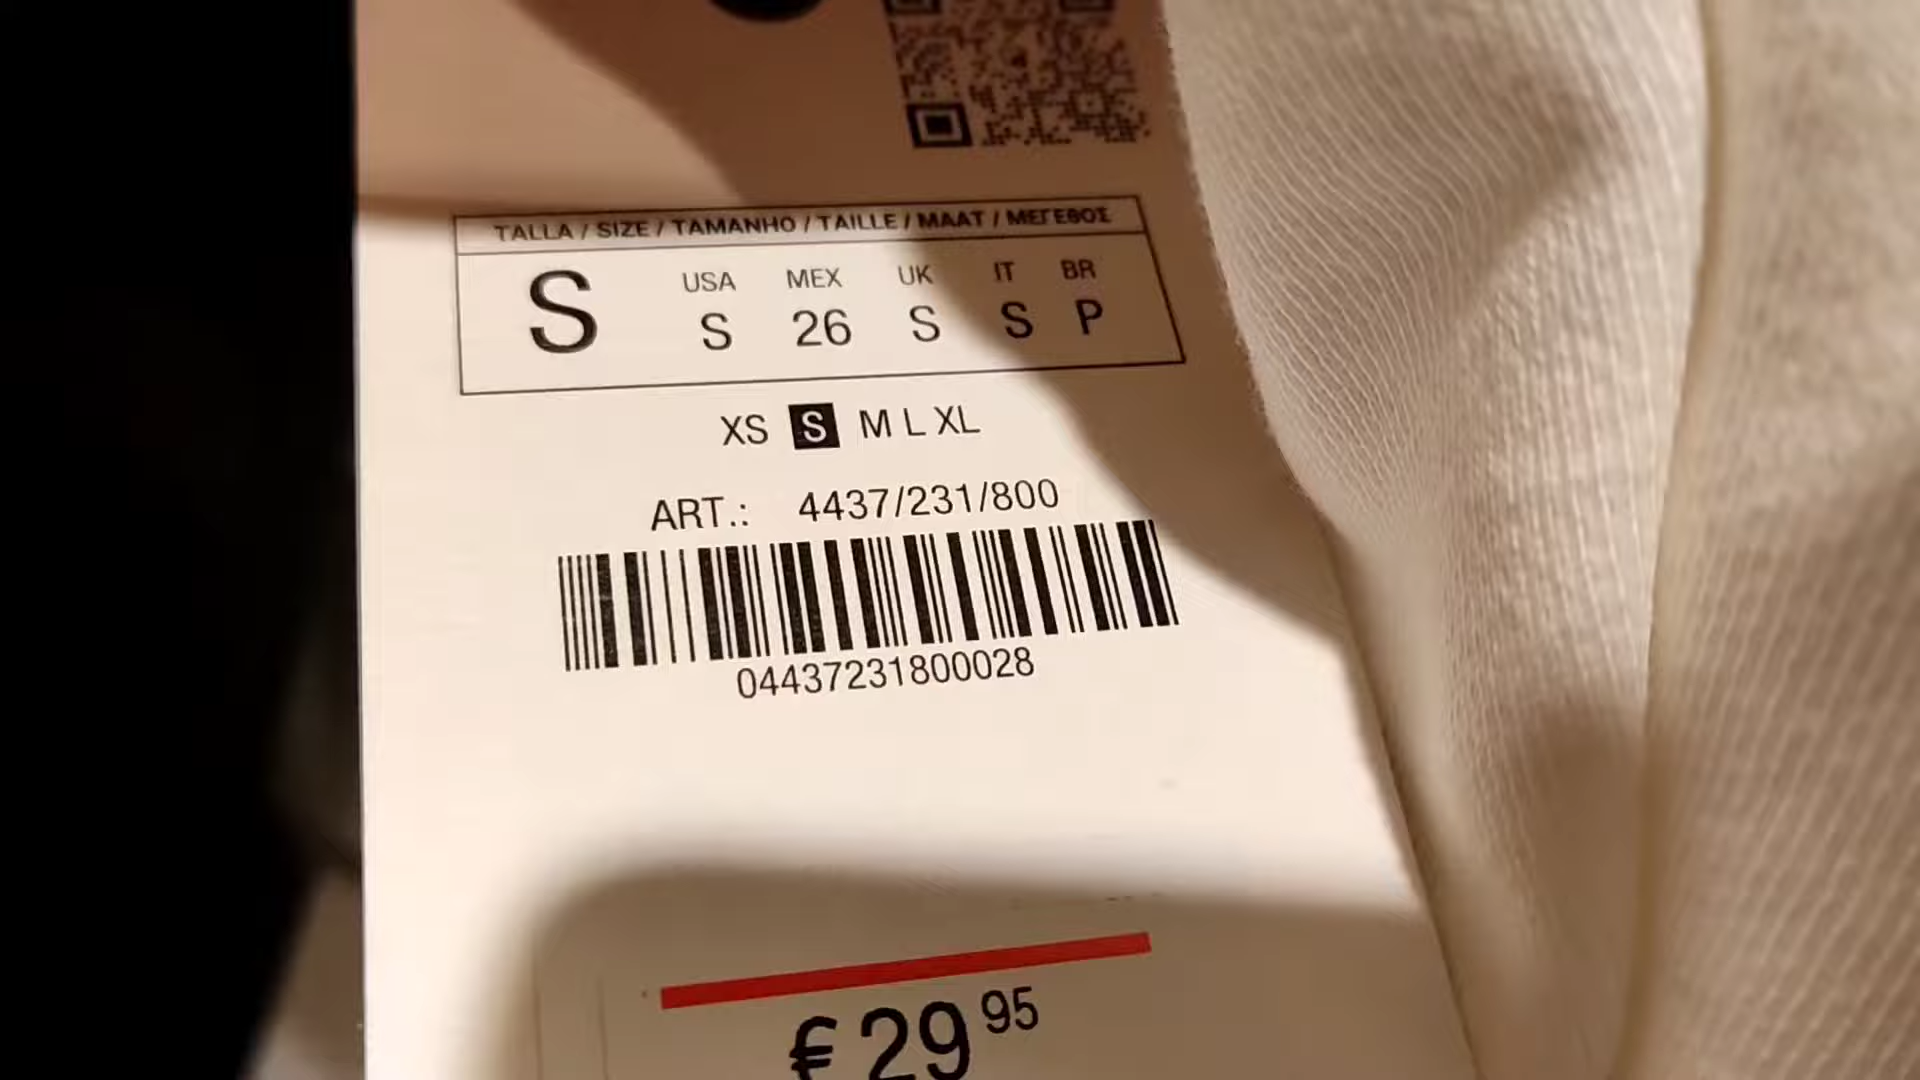 TALLA / SIZE / TAMANHO / TAILLE / MAAT / ΜΕΓΕΘΟΣ
S
USA MEX UK IT BR
S 26 S S P
XS S M L XL
ART.: 4437/231/800
04437231800028
€29 95